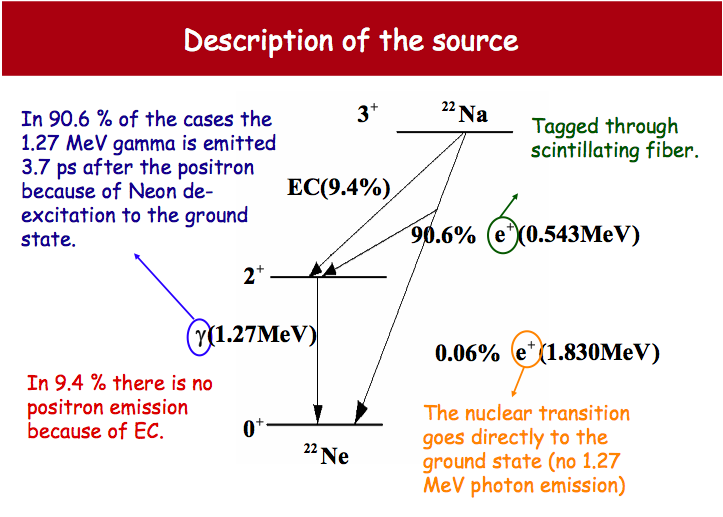 Description of the source
In 90.6 % of the cases the
1.27 MeV gamma is emitted
3.7 ps after the positron
because of Neon de-
excitation to the ground
state.
3+
22Na
Tagged through
scintillating fiber.
EC(9.4%)
90.6% e+(0.543MeV)
2+
γ(1.27MeV)
0.06% e+(1.830MeV)
In 9.4 % there is no
positron emission
because of EC.
0+
22Ne
The nuclear transition
goes directly to the
ground state (no 1.27
MeV photon emission)